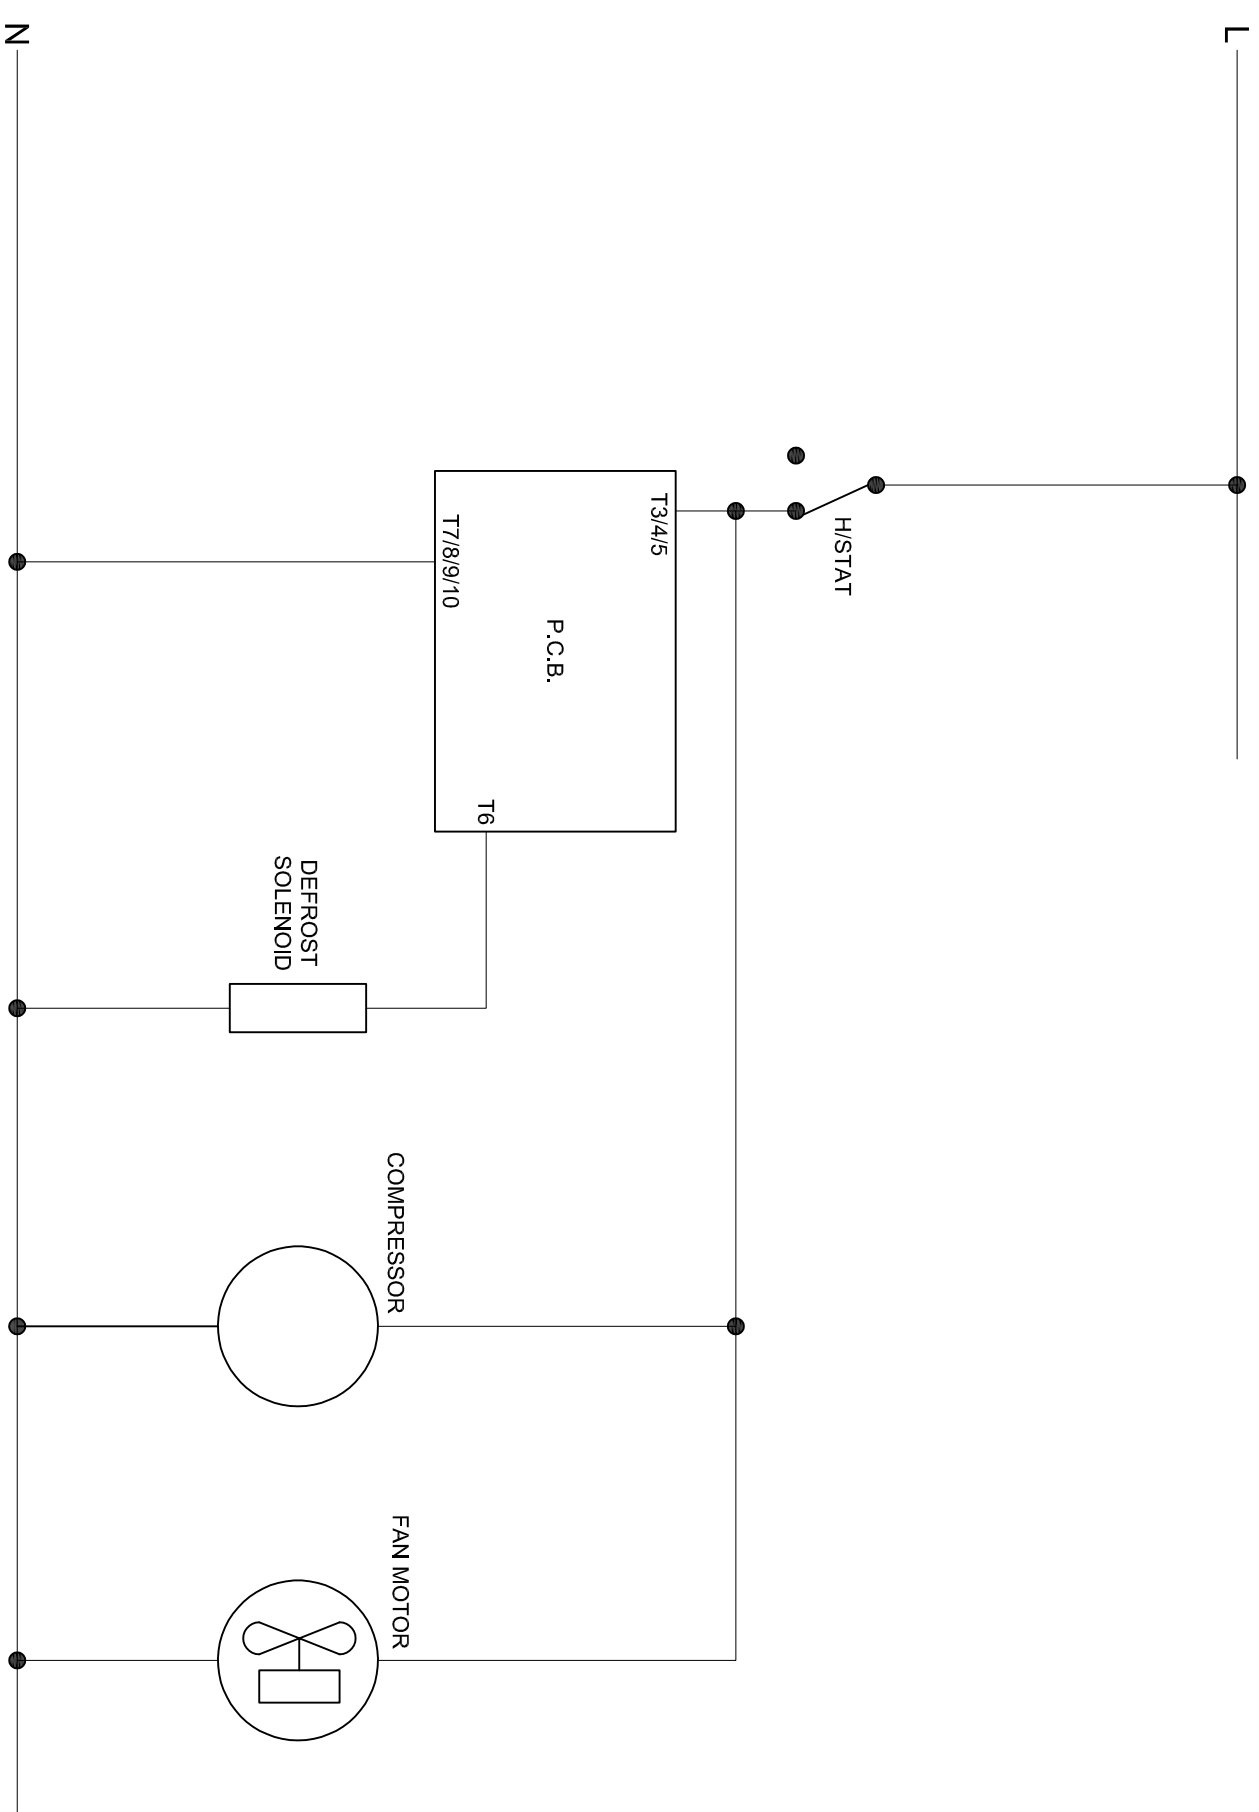 L
H/STAT
T3/4/5
P.C.B.
T7/8/9/10
T6
DEFROST
SOLENOID
COMPRESSOR
FAN MOTOR
N